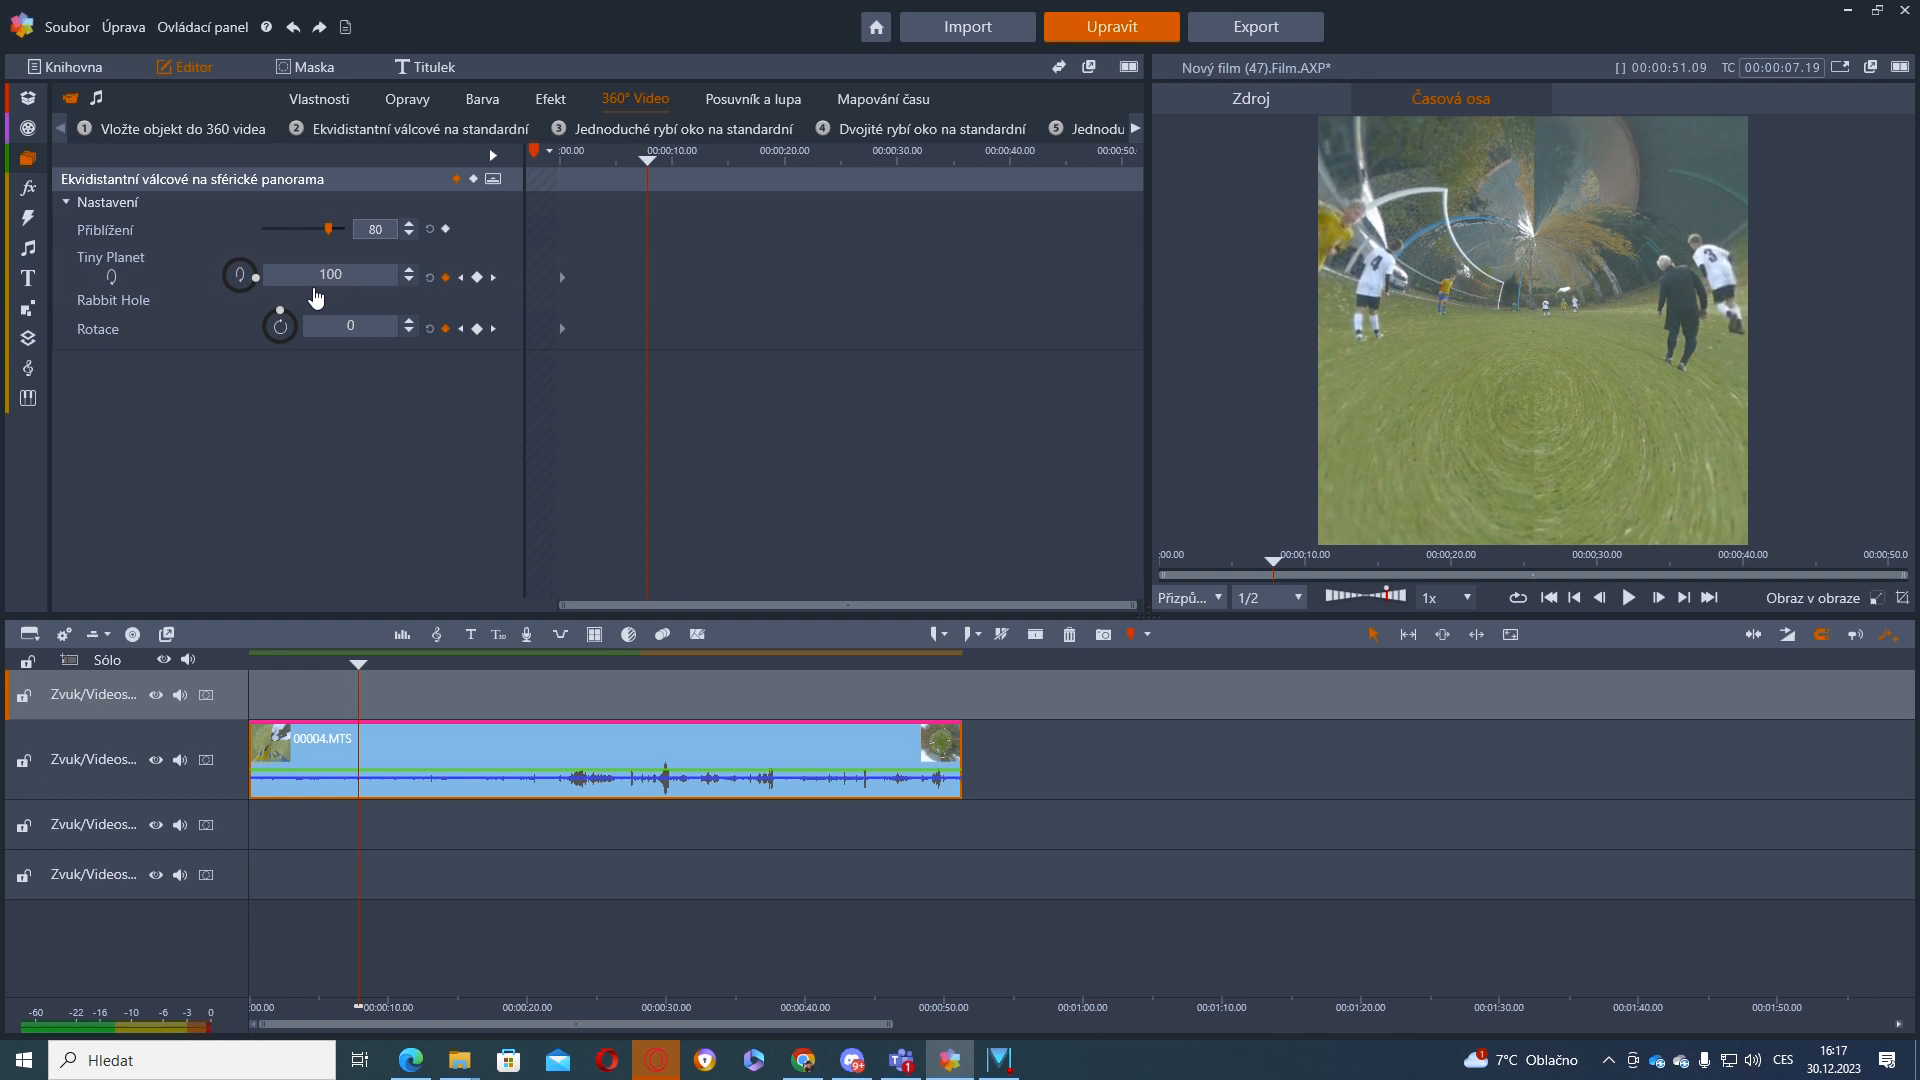 Soubor Úprava Ovládací panel
Import Upravit Export
Knihovna Editor Maska Titulek
Nový film (47).Film.AXP* [ ] 00:00:51.09 TC 00:00:07.19
Vlastnosti Opravy Barva Efekt 360° Video Posuvník a lupa Mapování času
Zdroj Časová osa
1 Vložte objekt do 360 videa 2 Ekvidistantní válcové na standardní 3 Jednoduché rybí oko na standardní 4 Dvojité rybí oko na standardní 5 Jednodu
:00.00 00:00:10.00 00:00:20.00 00:00:30.00 00:00:40.00 00:00:50.
Ekvidistantní válcové na sférické panorama
Nastavení
Přiblížení 80
Tiny Planet
100
Rabbit Hole
Rotace 0
:00.00 00:00:10.00 00:00:20.00 00:00:30.00 00:00:40.00 00:00:50.0
Přizpů... 1/2 1x Obraz v obraze
Sólo
Zvuk/Videos...
00004.MTS
Zvuk/Videos...
Zvuk/Videos...
Zvuk/Videos...
-60 -22 -16 -10 -6 -3 0
:00.00 00:00:10.00 00:00:20.00 00:00:30.00 00:00:40.00 00:00:50.00 00:01:00.00 00:01:10.00 00:01:20.00 00:01:30.00 00:01:40.00 00:01:50.00
Hledat
9+
1
1
7°C Oblačno
CES
16:17
30.12.2023